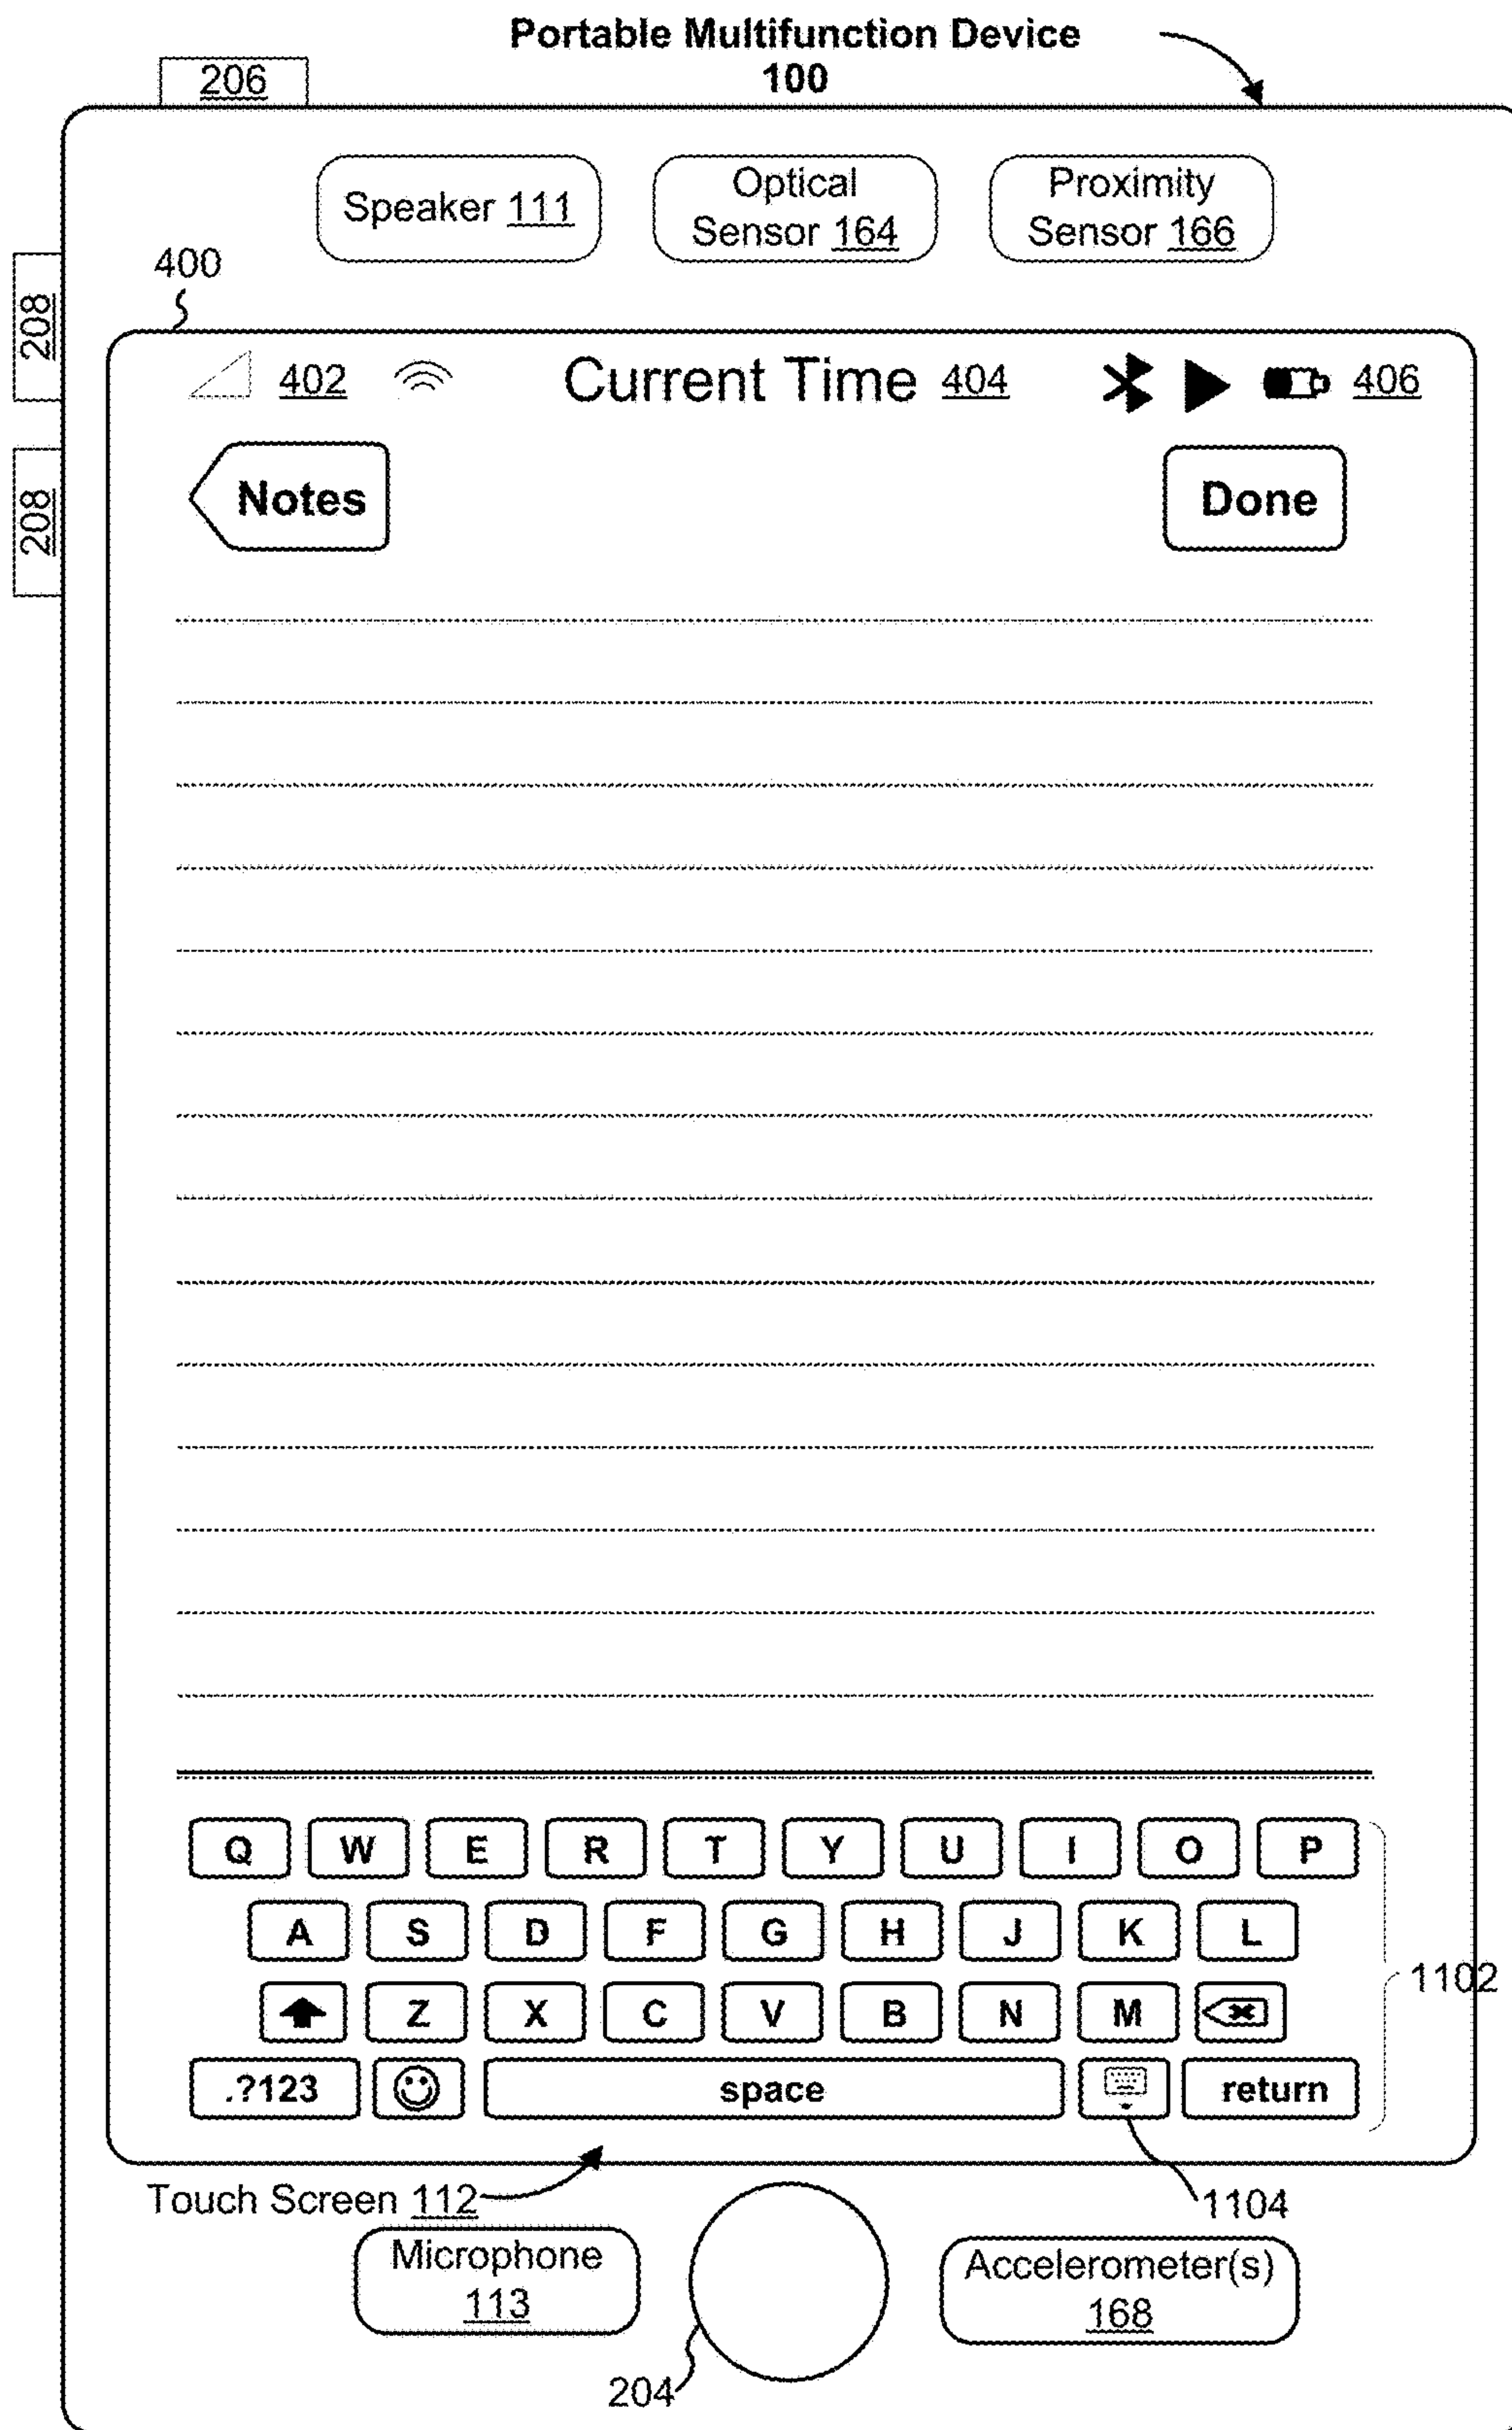 Portable Multifunction Device
100
206
Speaker 111
Optical
Sensor 164
Proximity
Sensor 166
208
400
402 Current Time 404 406
208
Notes Done
Q W E R T Y U I O P
A S D F G H J K L
1102
Z X C V B N M
.?123 space return
Touch Screen 112
1104
Microphone
113
Accelerometer(s)
168
204